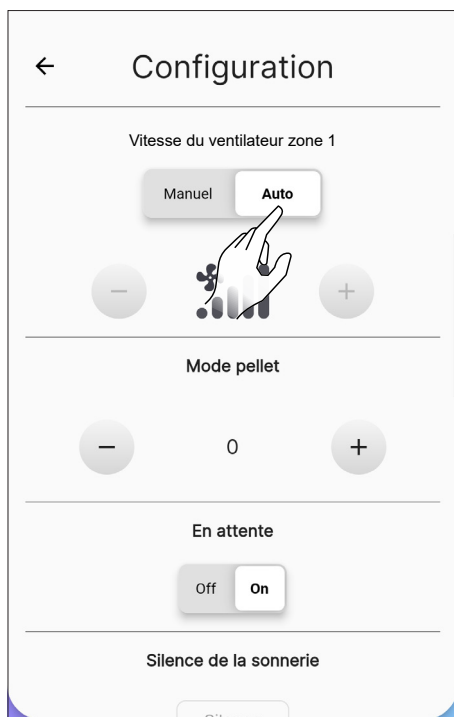 Configuration
Vitesse du ventilateur zone 1
Manuel Auto
Mode pellet
− 0 +
En attente
Off On
Silence de la sonnerie